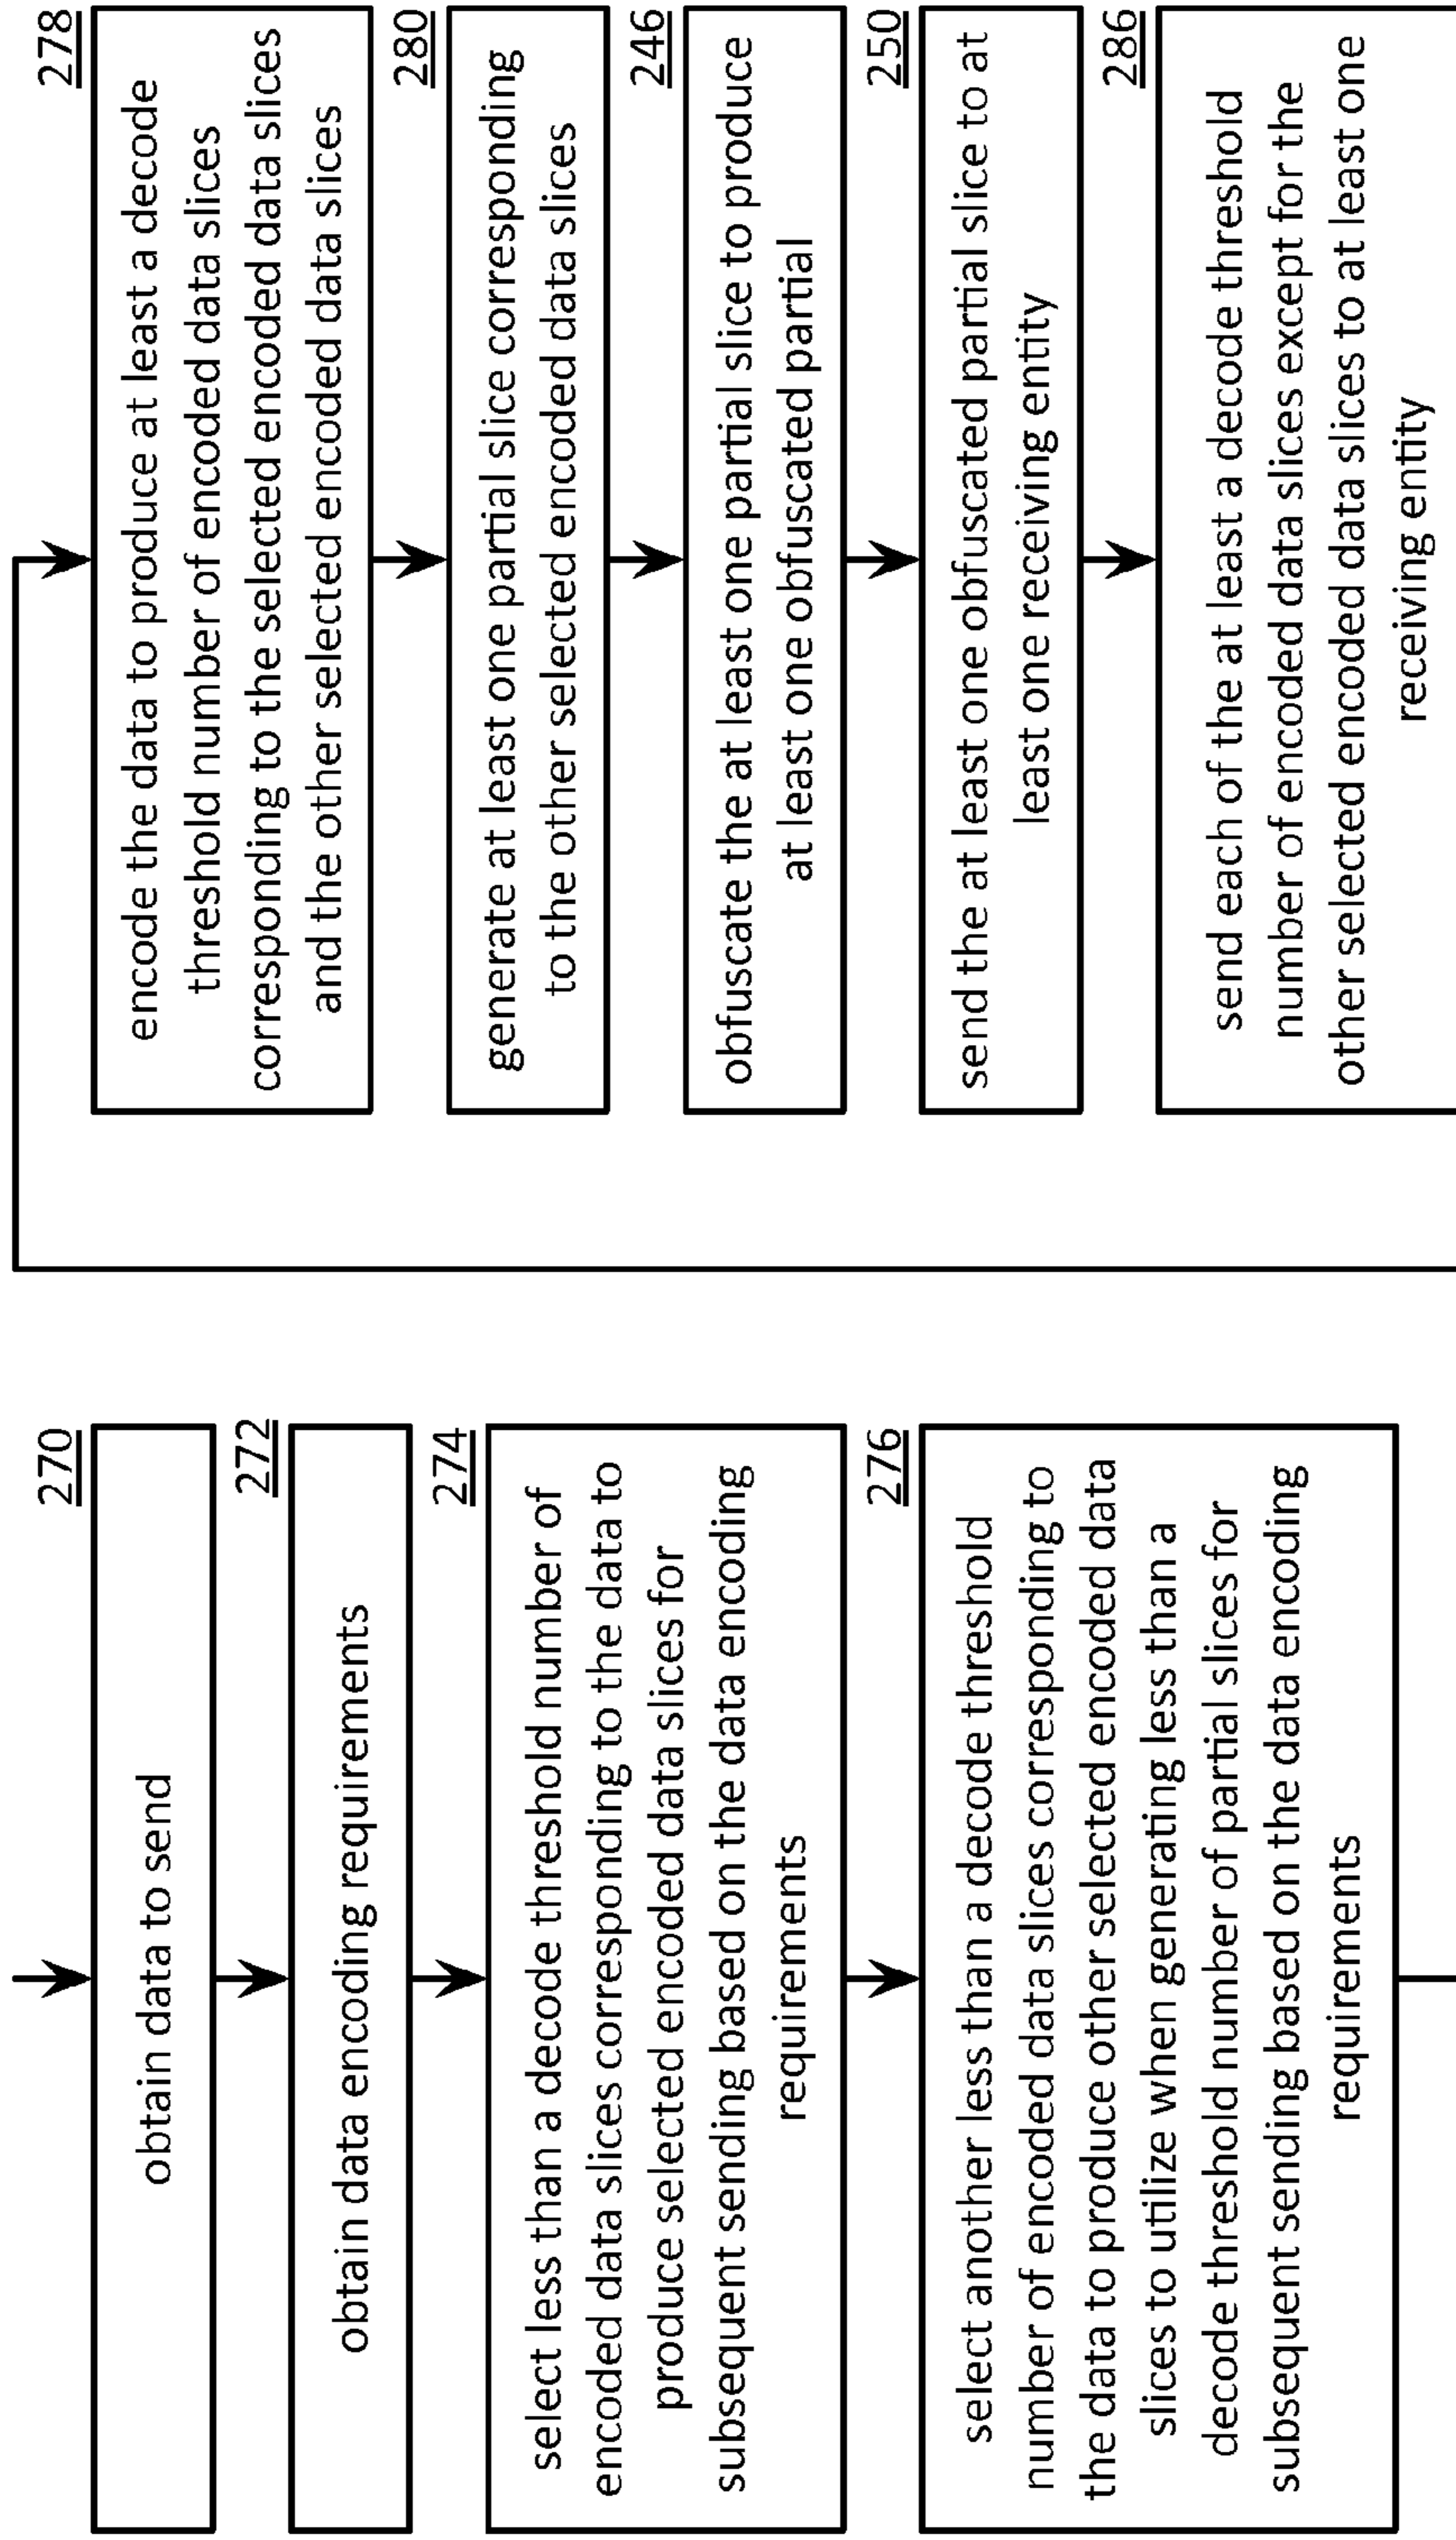 270
obtain data to send
272
obtain data encoding requirements
274
select less than a decode threshold number of
encoded data slices corresponding to the data to
produce selected encoded data slices for
subsequent sending based on the data encoding
requirements
276
select another less than a decode threshold
number of encoded data slices corresponding to
the data to produce other selected encoded data
slices to utilize when generating less than a
decode threshold number of partial slices for
subsequent sending based on the data encoding
requirements
278
encode the data to produce at least a decode
threshold number of encoded data slices
corresponding to the selected encoded data slices
and the other selected encoded data slices
280
generate at least one partial slice corresponding
to the other selected encoded data slices
246
obfuscate the at least one partial slice to produce
at least one obfuscated partial
250
send the at least one obfuscated partial slice to at
least one receiving entity
286
send each of the at least a decode threshold
number of encoded data slices except for the
other selected encoded data slices to at least one
receiving entity